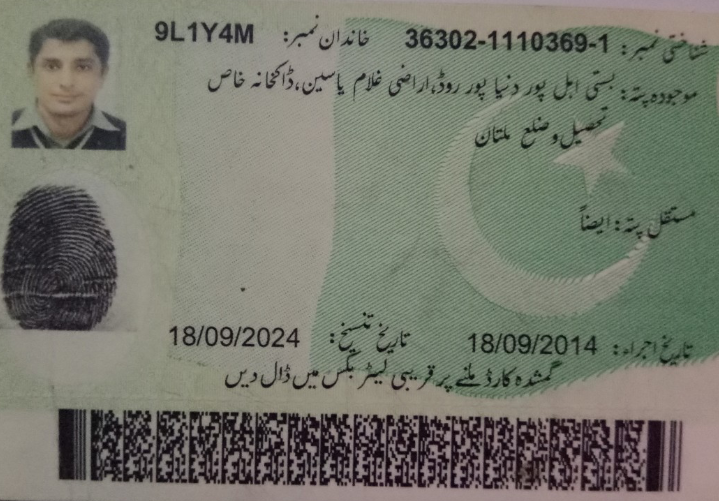 شناختی نمبر: 36302-1110369-1 خاندان نمبر: 9L1Y4M
موجودہ پتہ: بستی اہل پور دنیا پور روڈ،اراضی غلام یاسین،ڈاکخانہ خاص
تحصیل و ضلع ملتان
مستقل پتہ: ایضاً
تاریخ اجراء: 18/09/2014 تاریخ تنسیخ: 18/09/2024
گمشدہ کارڈ ملنے پر قریبی لیٹر بکس میں ڈال دیں